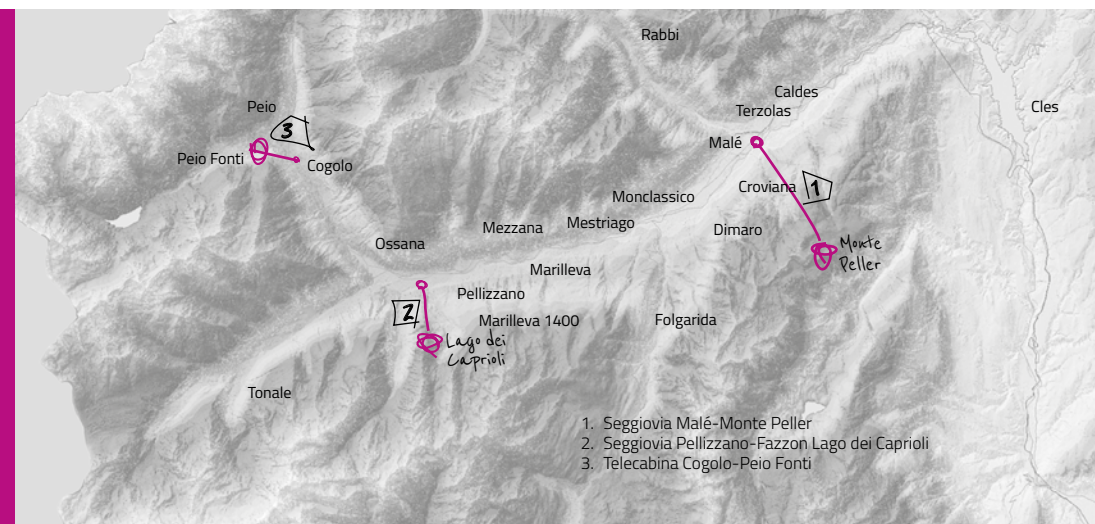 Rabbi
Caldes
Terzolas
Cles
Peio
3
Malé
Peio Fonti
Cogolo
Croviana
1
Monclassico
Mestriago
Mezzana
Dimaro
Ossana
Monte
Peller
Marilleva
Pellizzano
2
Marilleva 1400
Folgarida
Lago dei
Caprioli
Tonale
1. Seggiovia Malé-Monte Peller
2. Seggiovia Pellizzano-Fazzon Lago dei Caprioli
3. Telecabina Cogolo-Peio Fonti